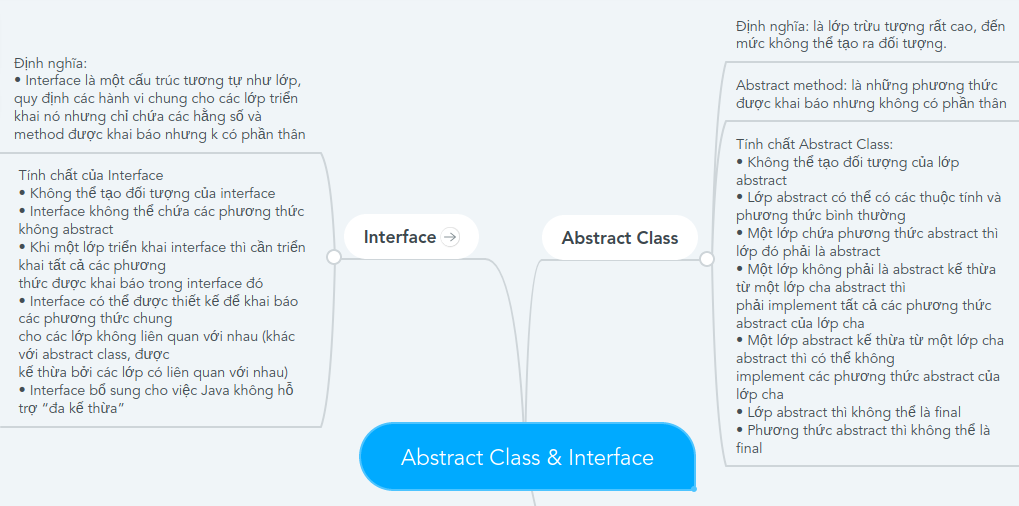 Định nghĩa:
• Interface là một cấu trúc tương tự như lớp,
quy định các hành vi chung cho các lớp triển
khai nó nhưng chỉ chứa các hằng số và
method được khai báo nhưng k có phần thân
Tính chất của Interface
• Không thể tạo đối tượng của interface
• Interface không thể chứa các phương thức
không abstract
• Khi một lớp triển khai interface thì cần triển
khai tất cả các phương
thức được khai báo trong interface đó
• Interface có thể được thiết kế để khai báo
các phương thức chung
cho các lớp không liên quan với nhau (khác
với abstract class, được
kế thừa bởi các lớp có liên quan với nhau)
• Interface bổ sung cho việc Java không hỗ
trợ “đa kế thừa”
Interface
Abstract Class
Định nghĩa: là lớp trừu tượng rất cao, đến
mức không thể tạo ra đối tượng.
Abstract method: là những phương thức
được khai báo nhưng không có phần thân
Tính chất Abstract Class:
• Không thể tạo đối tượng của lớp
abstract
• Lớp abstract có thể có các thuộc tính và
phương thức bình thường
• Một lớp chứa phương thức abstract thì
lớp đó phải là abstract
• Một lớp không phải là abstract kế thừa
từ một lớp cha abstract thì
phải implement tất cả các phương thức
abstract của lớp cha
• Một lớp abstract kế thừa từ một lớp cha
abstract thì có thể không
implement các phương thức abstract của
lớp cha
• Lớp abstract thì không thể là final
• Phương thức abstract thì không thể là
final
Abstract Class & Interface